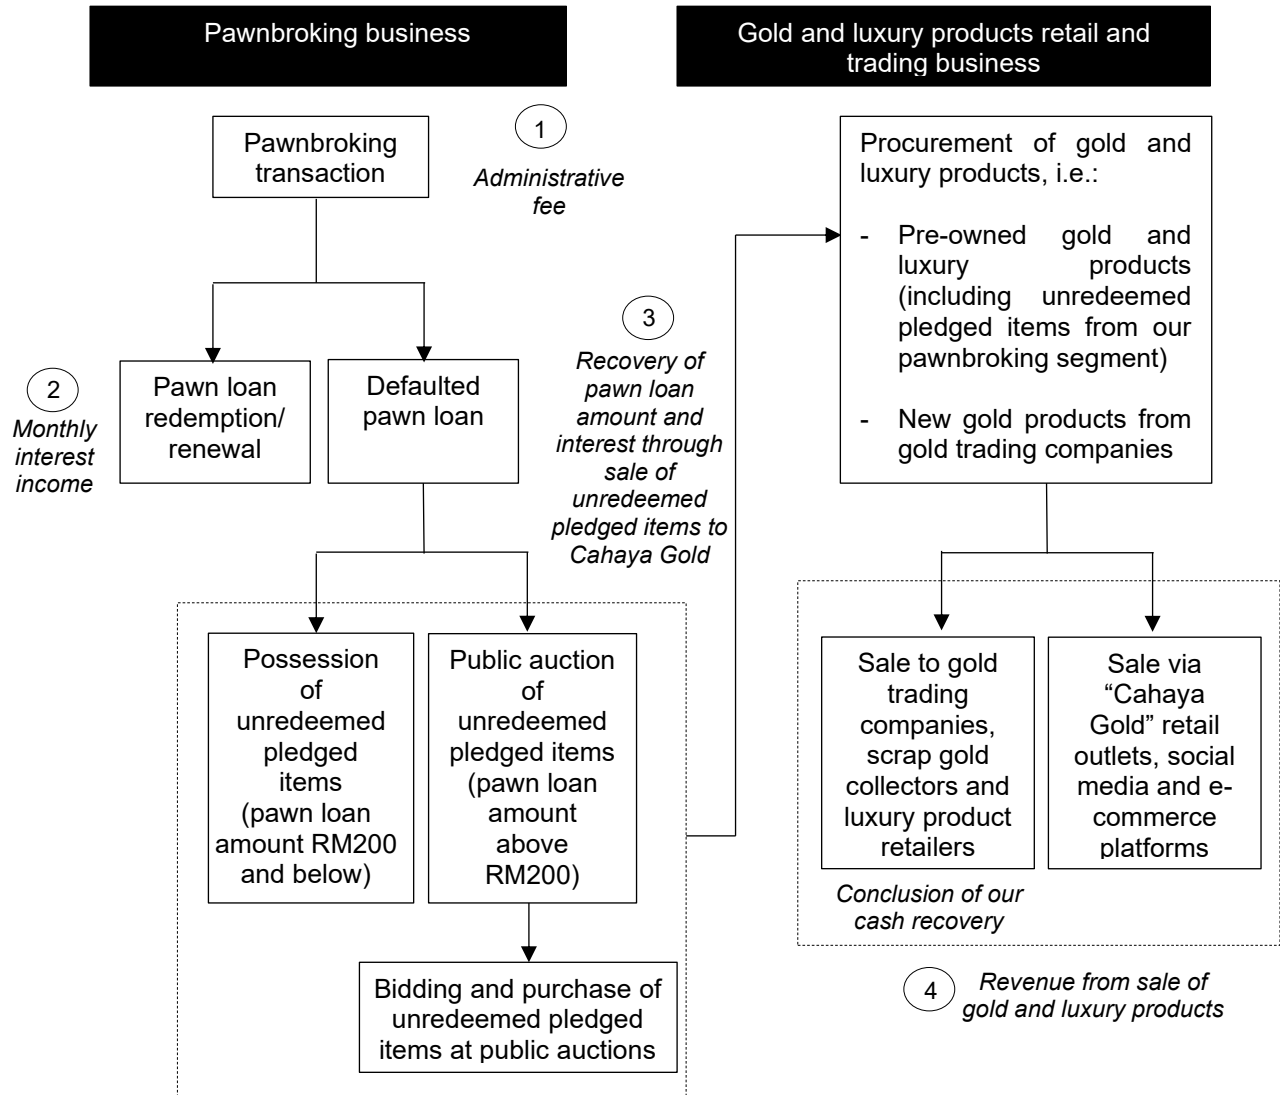 Pawnbroking business
Gold and luxury products retail and
trading business
Pawnbroking
transaction
1
Administrative
fee
2
Monthly
interest
income
Pawn loan
redemption/
renewal
Defaulted
pawn loan
3
Recovery of
pawn loan
amount and
interest through
sale of
unredeemed
pledged items to
Cahaya Gold
Possession
of
unredeemed
pledged
items
(pawn loan
amount RM200
and below)
Public auction
of
unredeemed
pledged items
(pawn loan
amount
above
RM200)
Bidding and purchase of
unredeemed pledged
items at public auctions
Procurement of gold and
luxury products, i.e.:
- Pre-owned gold and
luxury products
(including unredeemed
pledged items from our
pawnbroking segment)
- New gold products from
gold trading companies
Sale to gold
trading
companies,
scrap gold
collectors and
luxury product
retailers
Sale via
“Cahaya
Gold” retail
outlets, social
media and e-
commerce
platforms
Conclusion of our
cash recovery
4
Revenue from sale of
gold and luxury products